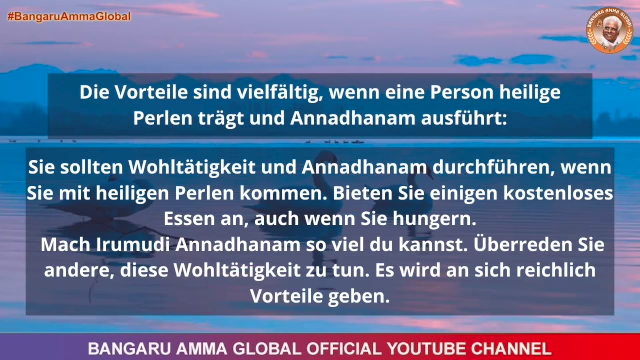 #BangaruAmmaGlobal
BANGARU AMMA GLOBAL
Die Vorteile sind vielfältig, wenn eine Person heilige
Perlen trägt und Annadhanam ausführt:
Sie sollten Wohltätigkeit und Annadhanam durchführen, wenn
Sie mit heiligen Perlen kommen. Bieten Sie einigen kostenloses
Essen an, auch wenn Sie hungern.
Mach Irumudi Annadhanam so viel du kannst. Überreden Sie
andere, diese Wohltätigkeit zu tun. Es wird an sich reichlich
Vorteile geben.
BANGARU AMMA GLOBAL OFFICIAL YOUTUBE CHANNEL